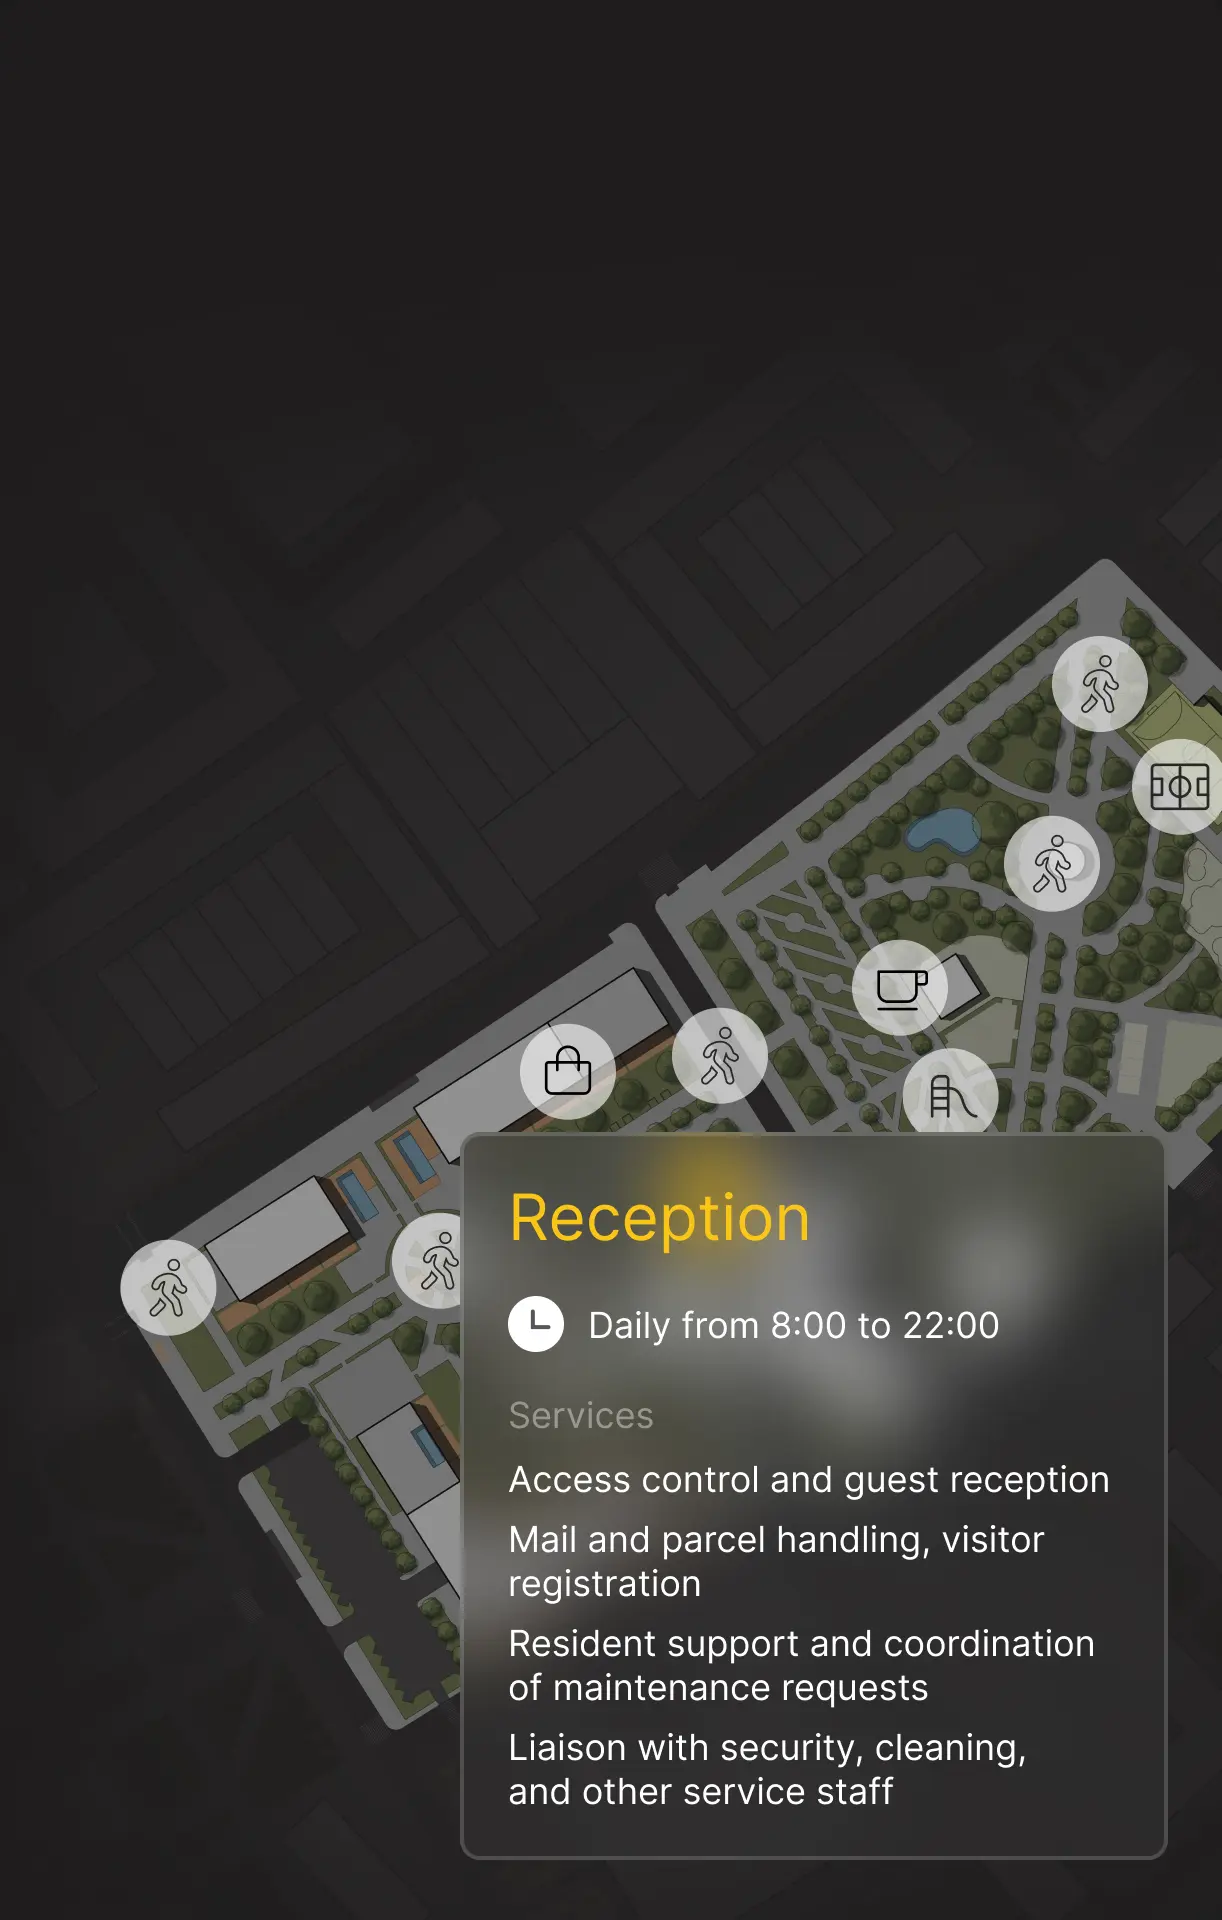 Reception
Daily from 8:00 to 22:00
Services
Access control and guest reception
Mail and parcel handling, visitor
registration
Resident support and coordination
of maintenance requests
Liaison with security, cleaning,
and other service staff